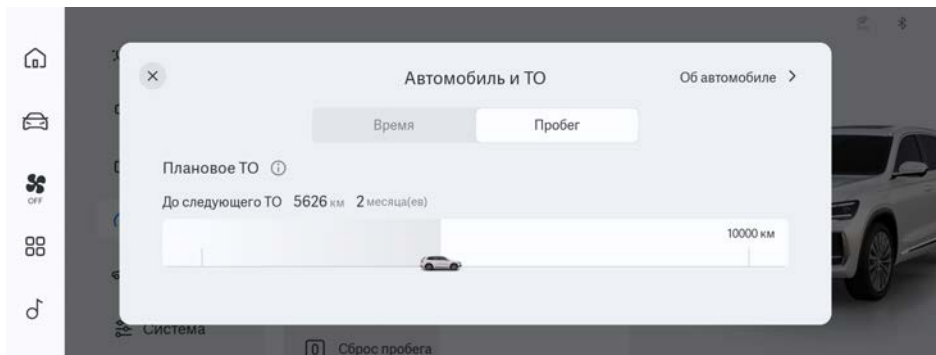 Автомобиль и ТО
Об автомобиле
Время
Пробег
Плановое ТО
До следующего ТО 5626 км 2 месяца(ев)
10000 км
OFF
Система
0 Сброс пробега